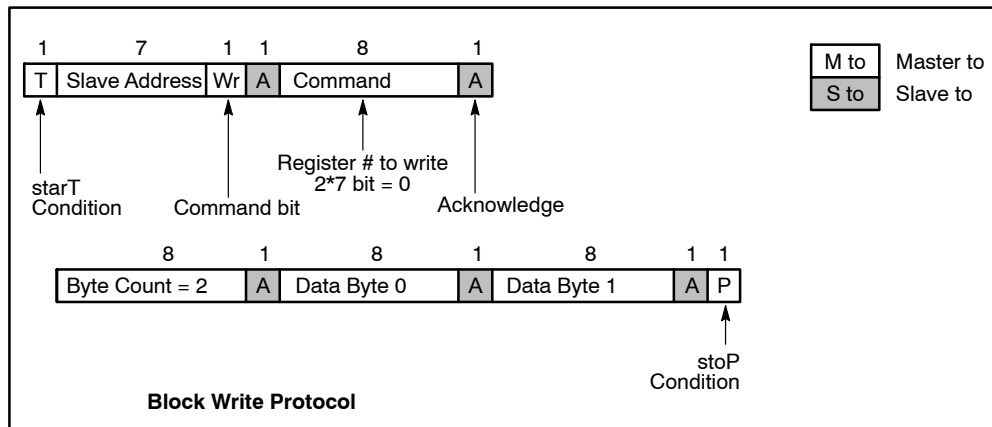 1 7 1 1 8 1
T Slave Address Wr A Command A
M to Master to
S to Slave to
Register # to write
2*7 bit = 0
starT
Condition
Command bit
Acknowledge
8 1 8 1 8 1 1
Byte Count = 2 A Data Byte 0 A Data Byte 1 A P
stoP
Condition
Block Write Protocol